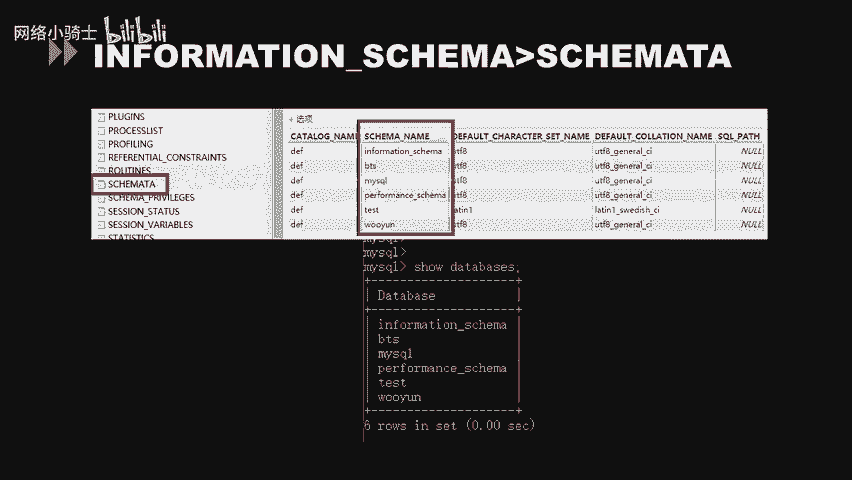 网络小骑士 bilibili
INFORMATION_SCHEMA>SCHEMATA
PLUGINS
PROCESSLIST
PROFILING
REFERENTIAL_CONSTRAINTS
ROUTINES
SCHEMATA
SCHEMA_PRIVILEGES
SESSION_STATUS
SESSION_VARIABLES
STATISTICS
+ 选项
CATALOG_NAME SCHEMA_NAME DEFAULT_CHARACTER_SET_NAME DEFAULT_COLLATION_NAME SQL_PATH
def information_schema utf8 utf8_general_ci NULL
def bts utf8 utf8_general_ci NULL
def mysql utf8 utf8_general_ci NULL
def performance_schema utf8 utf8_general_ci NULL
def test latin1 latin1_swedish_ci NULL
def wooyun utf8 utf8_general_ci NULL
mysql>
mysql>
mysql> show databases;
+--------------------+
| Database |
+--------------------+
| information_schema |
| bts |
| mysql |
| performance_schema |
| test |
| wooyun |
+--------------------+
6 rows in set (0.00 sec)